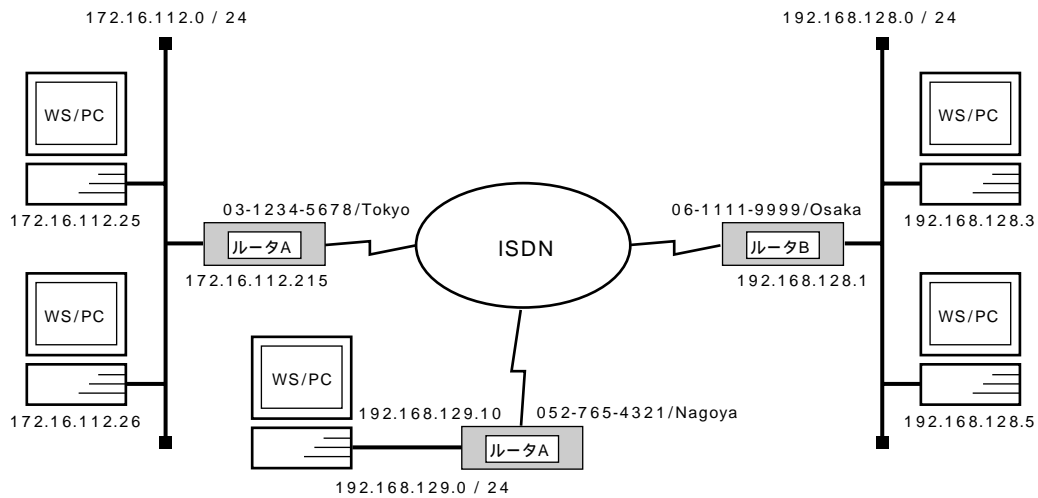 172.16.112.0 / 24
192.168.128.0 / 24
WS/PC
WS/PC
172.16.112.25
192.168.128.3
03-1234-5678/Tokyo
06-1111-9999/Osaka
ルータA
ISDN
ルータB
172.16.112.215
192.168.128.1
WS/PC
WS/PC
WS/PC
172.16.112.26
192.168.128.5
192.168.129.10
052-765-4321/Nagoya
ルータA
192.168.129.0 / 24